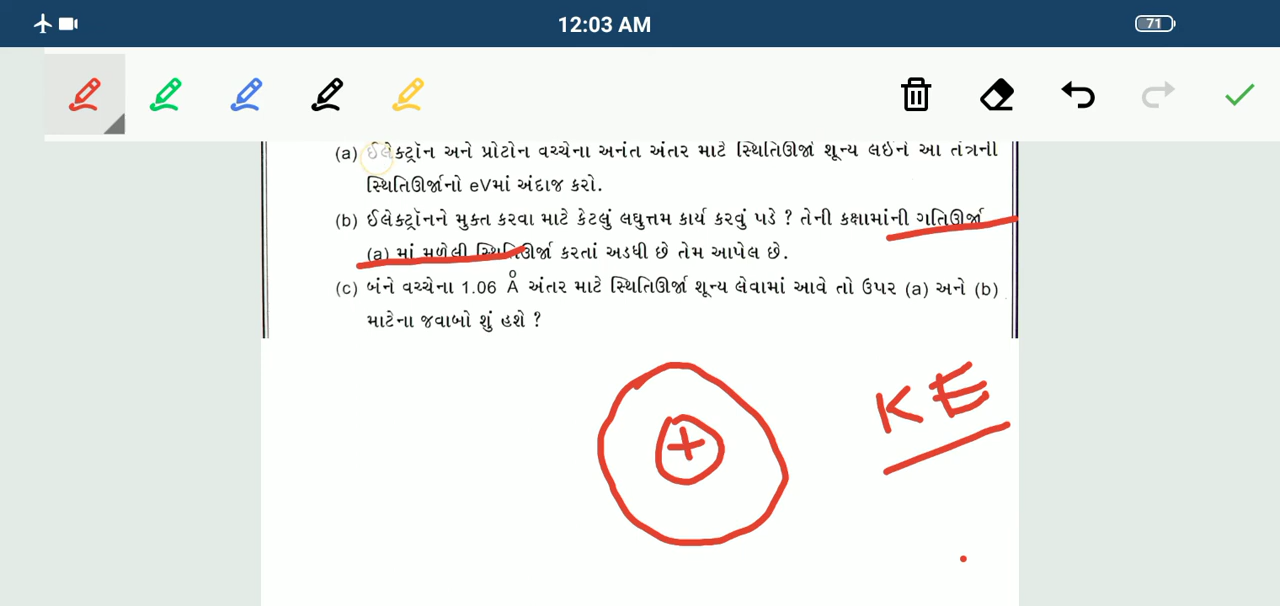 12:03 AM
71
(a) ઈલેક્ટ્રૉન અને પ્રોટોન વચ્ચેના અનંત અંતર માટે સ્થિતિઊર્જા શૂન્ય લઈને આ તંત્રની
સ્થિતિઊર્જાનો eVમાં અંદાજ કરો.
(b) ઈલેક્ટ્રૉનને મુક્ત કરવા માટે કેટલું લઘુત્તમ કાર્ય કરવું પડે ? તેની કક્ષામાંની ગતિઊર્જા
(a) માં મળેલી સ્થિતિઊર્જા કરતાં અડધી છે તેમ આપેલ છે.
(c) બંને વચ્ચેના 1.06 Å અંતર માટે સ્થિતિઊર્જા શૂન્ય લેવામાં આવે તો ઉપર (a) અને (b)
માટેના જવાબો શું હશે ?
KE
+